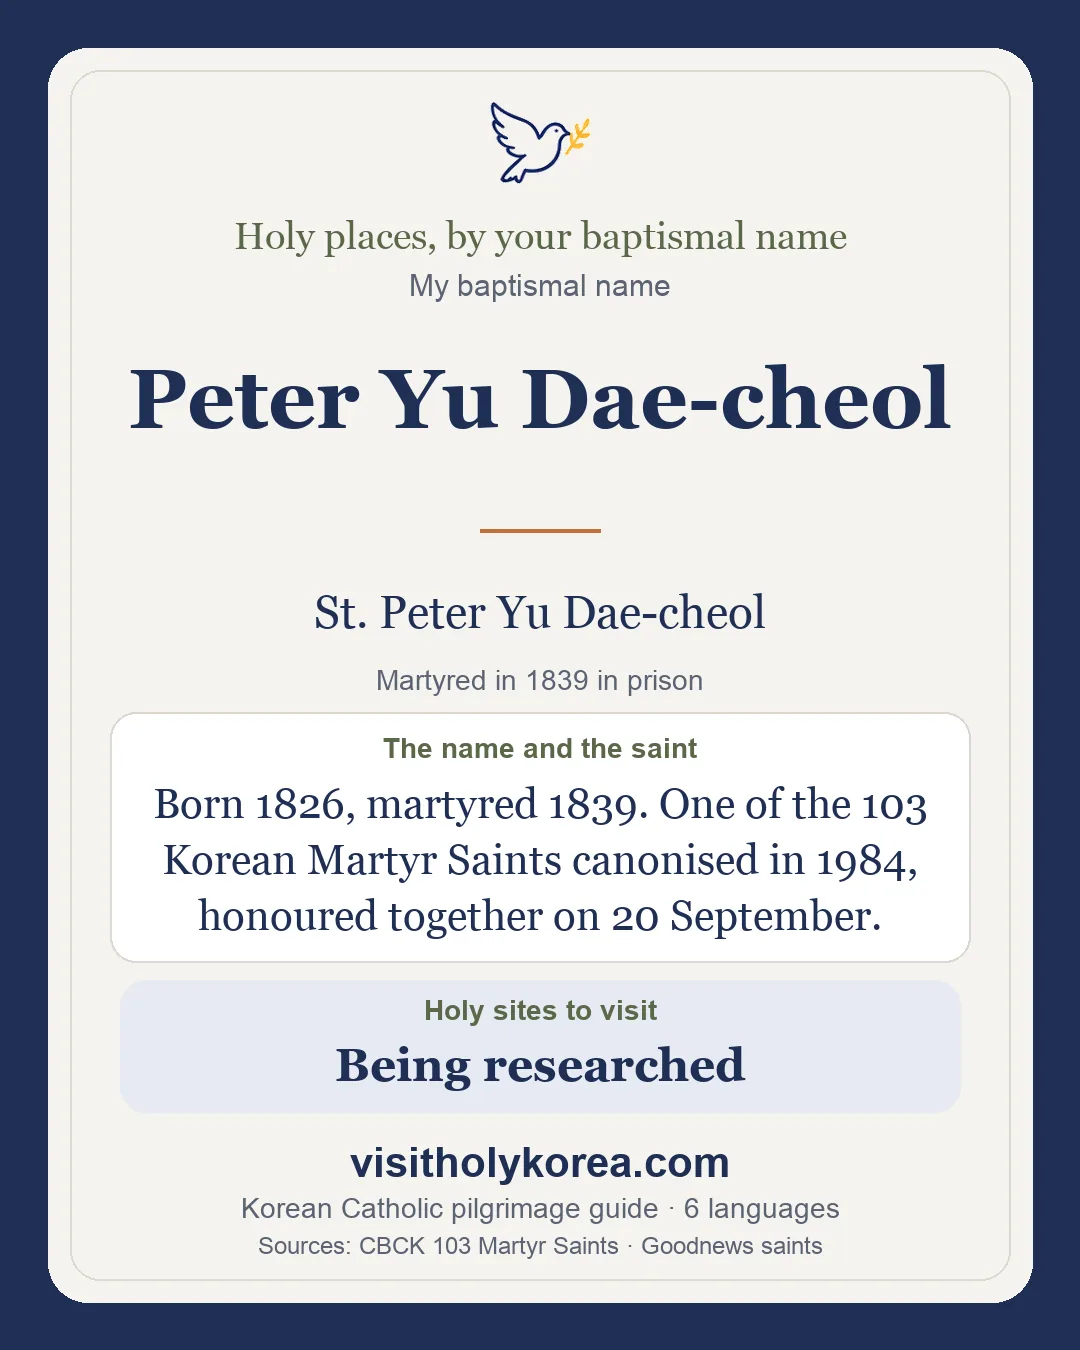 Holy places, by your baptismal name
My baptismal name
Peter Yu Dae-cheol
St. Peter Yu Dae-cheol
Martyred in 1839 in prison
The name and the saint
Born 1826, martyred 1839. One of the 103
Korean Martyr Saints canonised in 1984,
honoured together on 20 September.
Holy sites to visit
Being researched
visitholykorea.com
Korean Catholic pilgrimage guide · 6 languages
Sources: CBCK 103 Martyr Saints · Goodnews saints